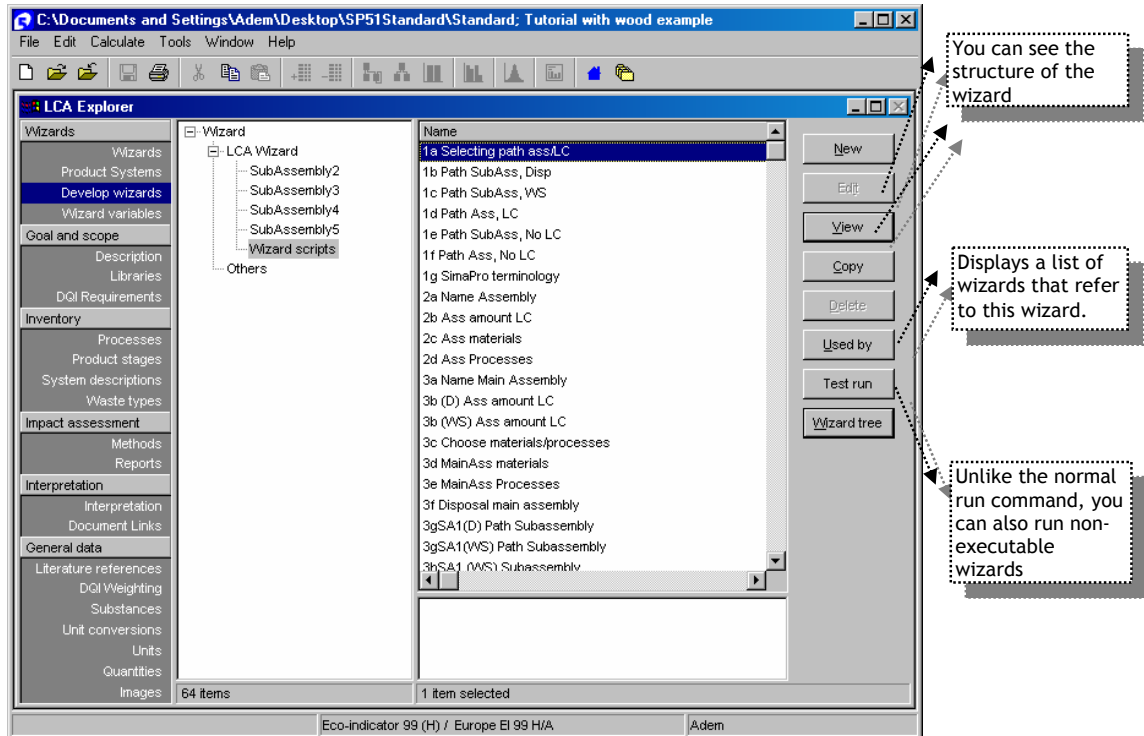 C:\Documents and Settings\Adem\Desktop\SP51Standard\Standard; Tutorial with wood example
File Edit Calculate Tools Window Help
LCA Explorer
Wizards
Wizards
Product Systems
Develop wizards
Wizard variables
Goal and scope
Description
Libraries
DQI Requirements
Inventory
Processes
Product stages
System descriptions
Waste types
Impact assessment
Methods
Reports
Interpretation
Interpretation
Document Links
General data
Literature references
DQI Weighting
Substances
Unit conversions
Units
Quantities
Images
Wizard
LCA Wizard
SubAssembly2
SubAssembly3
SubAssembly4
SubAssembly5
Wizard scripts
Others
64 items
Name
1a Selecting path ass/LC
1b Path SubAss, Disp
1c Path SubAss, WS
1d Path Ass, LC
1e Path SubAss, No LC
1f Path Ass, No LC
1g SimaPro terminology
2a Name Assembly
2b Ass amount LC
2c Ass materials
2d Ass Processes
3a Name Main Assembly
3b (D) Ass amount LC
3b (WS) Ass amount LC
3c Choose materials/processes
3d MainAss materials
3e MainAss Processes
3f Disposal main assembly
3gSA1(D) Path Subassembly
3gSA1(WS) Path Subassembly
3hSA1 (WS) Subassembly
1 item selected
New
Edit
View
Copy
Delete
Used by
Test run
Wizard tree
Eco-indicator 99 (H) / Europe EI 99 H/A
Adem
You can see the
structure of the
wizard
Displays a list of
wizards that refer
to this wizard.
Unlike the normal
run command, you
can also run non-
executable
wizards